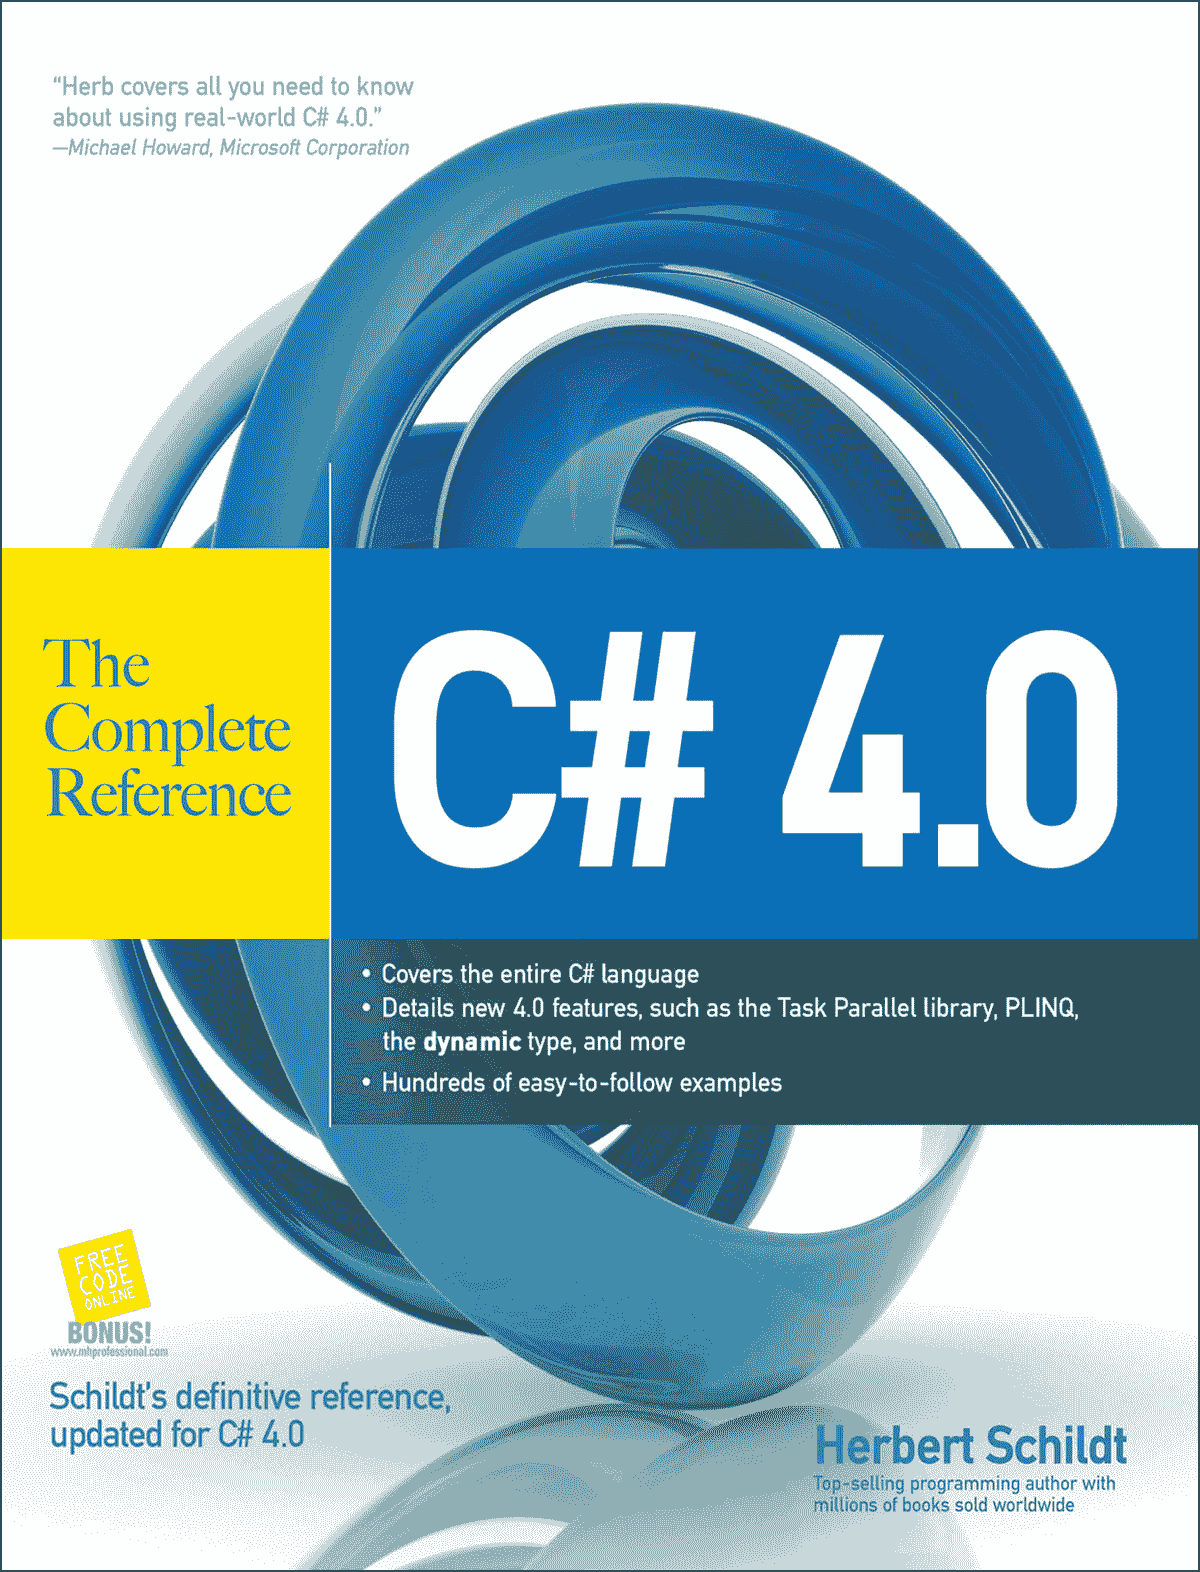 “Herb covers all you need to know
about using real-world C# 4.0.”
—Michael Howard, Microsoft Corporation
The
Complete
Reference
C# 4.0
• Covers the entire C# language
• Details new 4.0 features, such as the Task Parallel library, PLINQ,
the dynamic type, and more
• Hundreds of easy-to-follow examples
FREE
CODE
ONLINE
BONUS!
www.mhprofessional.com
Schildt’s definitive reference,
updated for C# 4.0
Herbert Schildt
Top-selling programming author with
millions of books sold worldwide